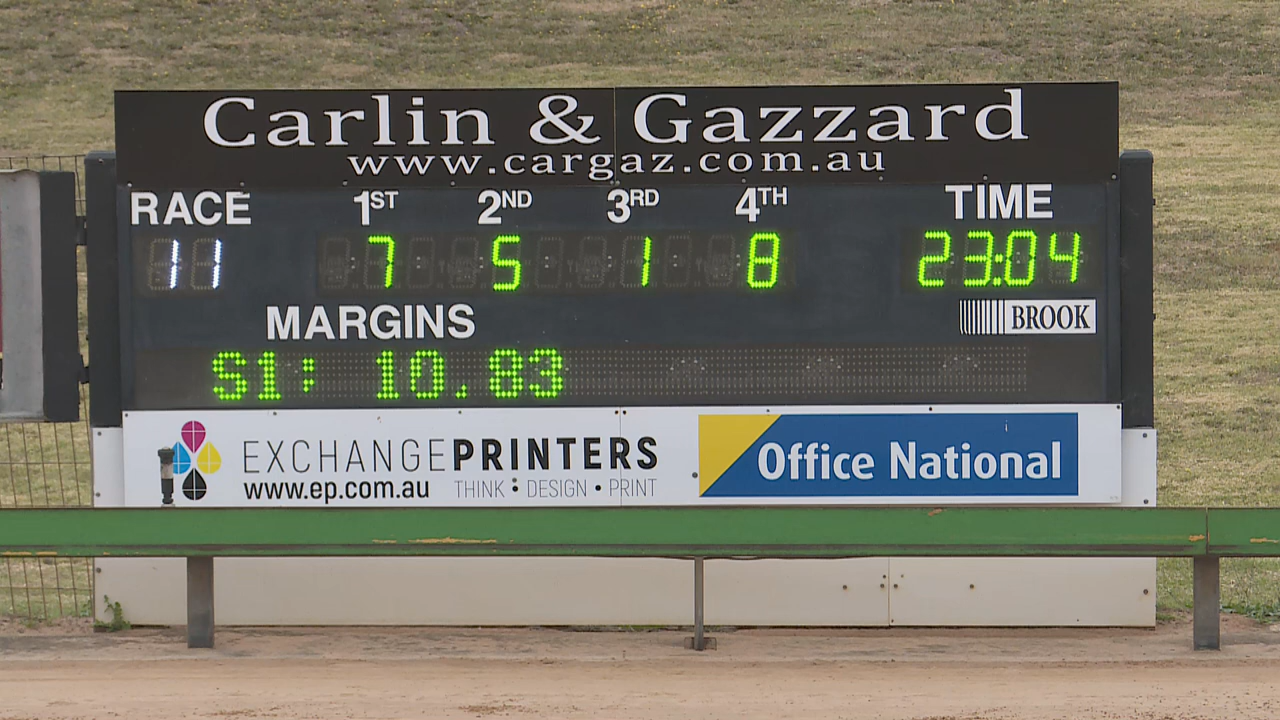 Carlin & Gazzard
www.cargaz.com.au
RACE 1ST 2ND 3RD 4TH TIME
11 7 5 1 8 23:04
MARGINS BROOK
S1: 10.83
EXCHANGEPRINTERS
www.ep.com.au THINK • DESIGN • PRINT
Office National